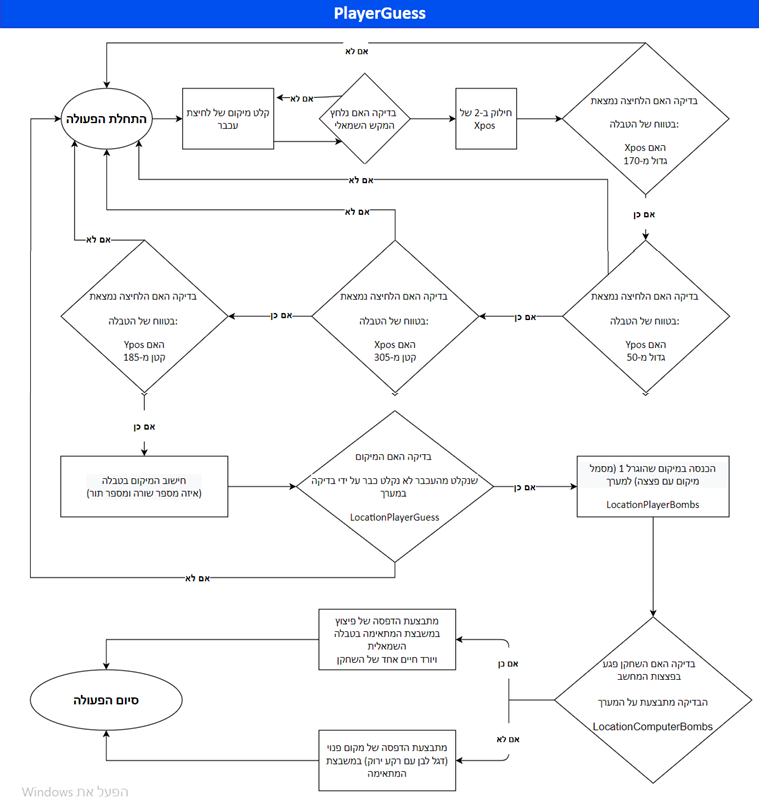 PlayerGuess
אם לא
התחלת הפעולה
קלט מיקום של לחיצת
עכבר
אם לא
בדיקה האם נלחץ
המקש השמאלי
חילוק ב-2 של
Xpos
בדיקה האם הלחיצה נמצאת
בטווח של הטבלה:
האם Xpos
גדול מ-170
אם לא
אם לא
אם כן
אם לא
בדיקה האם הלחיצה נמצאת
בטווח של הטבלה:
האם Ypos
קטן מ-185
אם כן
בדיקה האם הלחיצה נמצאת
בטווח של הטבלה:
האם Xpos
קטן מ-305
אם כן
בדיקה האם הלחיצה נמצאת
בטווח של הטבלה:
האם Ypos
גדול מ-50
אם כן
חישוב המיקום בטבלה
(איזה מספר שורה ומספר תור)
בדיקה האם המיקום
שנקלט מהעכבר לא נקלט כבר על ידי בדיקה
במערך
LocationPlayerGuess
אם כן
הכנסה במיקום שהוגרל 1 (מסמל
מיקום עם פצצה) למערך
LocationPlayerBombs
אם לא
מתבצעת הדפסה של פיצוץ
במשבצת המתאימה בטבלה
השמאלית
ויורד חיים אחד של השחקן
אם כן
בדיקה האם השחקן פגע
בפצצות המחשב
הבדיקה מתבצעת על המערך
LocationComputerBombs
סיום הפעולה
אם לא
מתבצעת הדפסה של מקום פנוי
(דגל לבן עם רקע ירוק) במשבצת
המתאימה
הפעל את Windows